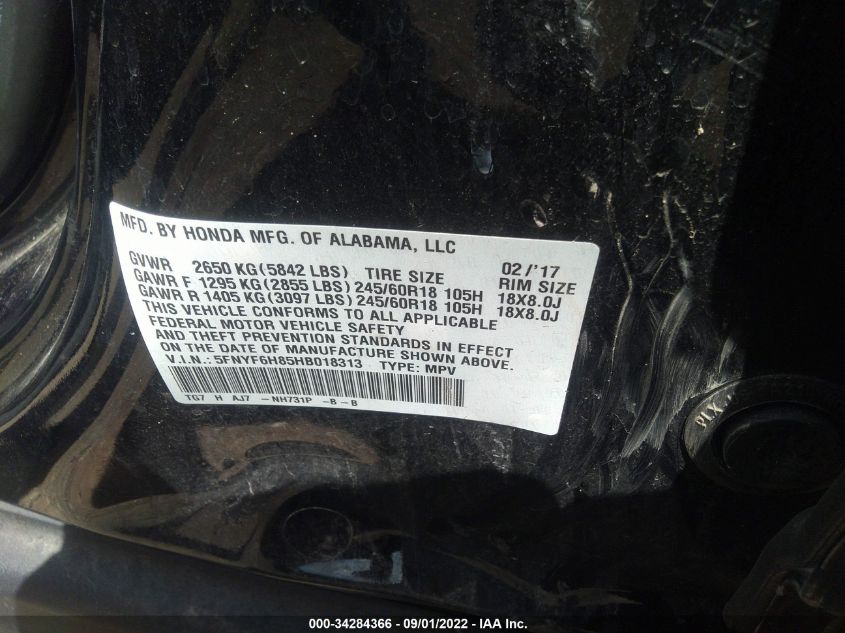 MFD. BY HONDA MFG. OF ALABAMA, LLC
GVWR 2650 KG(5842 LBS) TIRE SIZE 02/'17 RIM SIZE
GAWR F 1295 KG(2855 LBS) 245/60R18 105H 18X8.0J
GAWR R 1405 KG(3097 LBS) 245/60R18 105H 18X8.0J
THIS VEHICLE CONFORMS TO ALL APPLICABLE
FEDERAL MOTOR VEHICLE SAFETY
AND THEFT PREVENTION STANDARDS IN EFFECT
ON THE DATE OF MANUFACTURE SHOWN ABOVE.
V.I.N.: 5FNYF6H85HB018313 TYPE: MPV
TG7 H AJ7 -NH731P -B-B
000-34284366 - 09/01/2022 - IAA Inc.